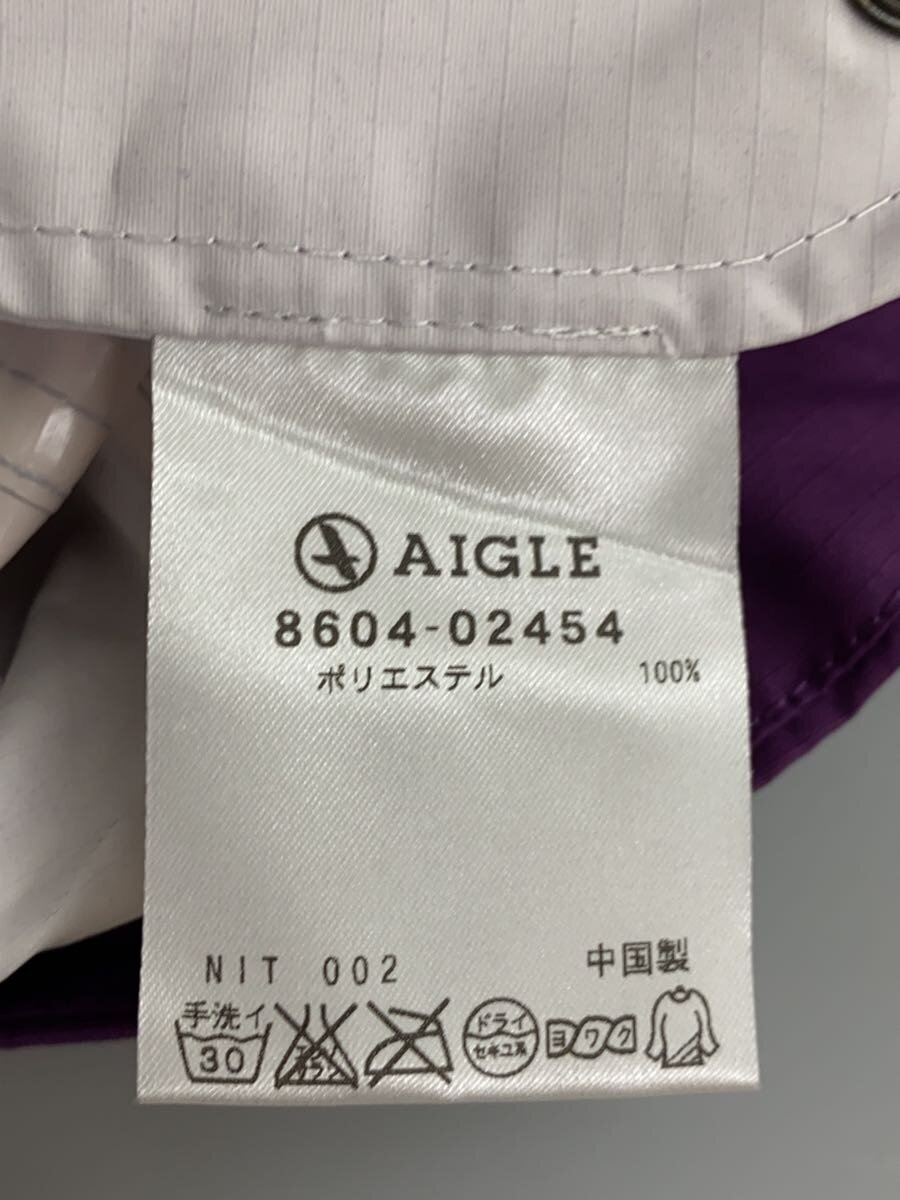 AIGLE
8604-02454
ポリエステル 100%
NIT 002 中国製
手洗イ
30
ドライ
セキユ系
ヨワク